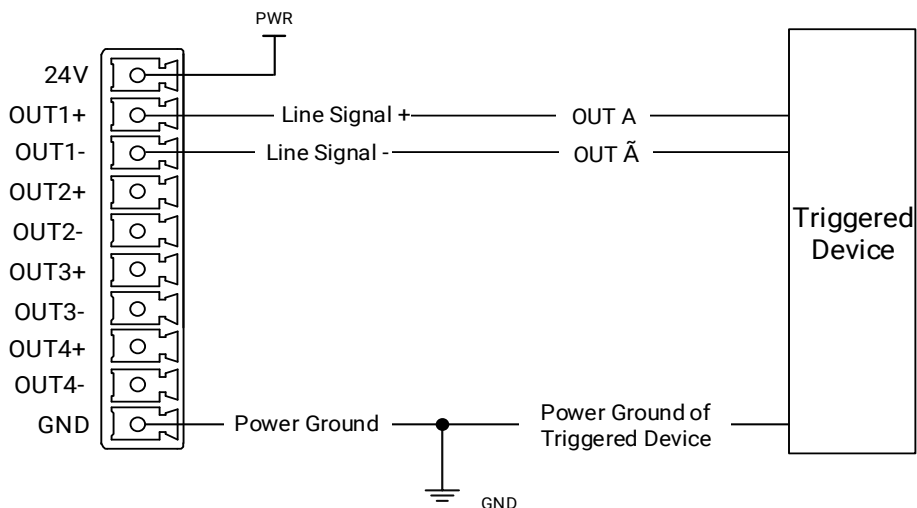 PWR
24V
OUT1+
Line Signal +
OUT A
OUT1-
Line Signal -
OUT Ã
OUT2+
OUT2-
Triggered
Device
OUT3+
OUT3-
OUT4+
OUT4-
GND
Power Ground
Power Ground of
Triggered Device
GND